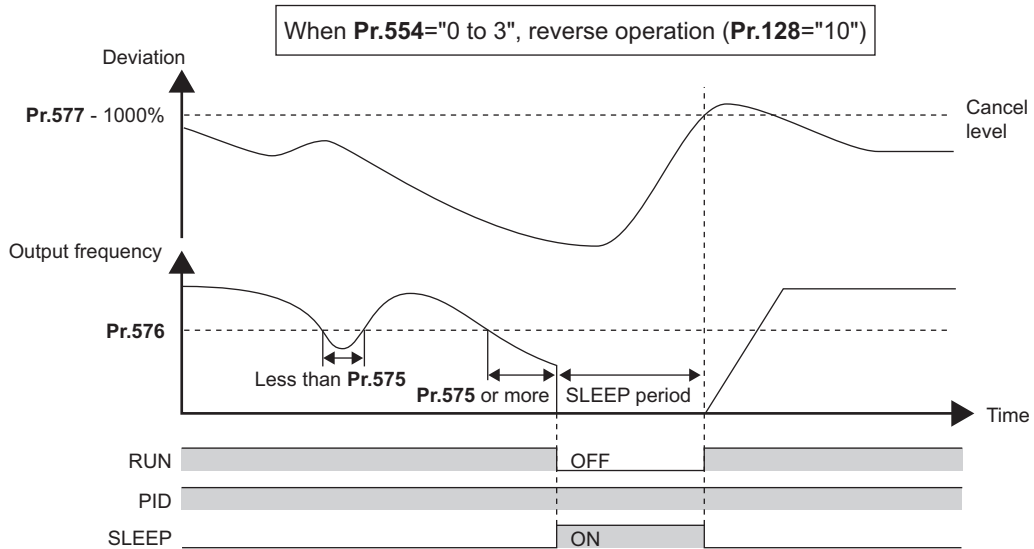 When Pr.554="0 to 3", reverse operation (Pr.128="10")
Deviation
Pr.577 - 1000%
Cancel
level
Output frequency
Pr.576
Less than Pr.575
Pr.575 or more
SLEEP period
Time
RUN
OFF
PID
SLEEP
ON